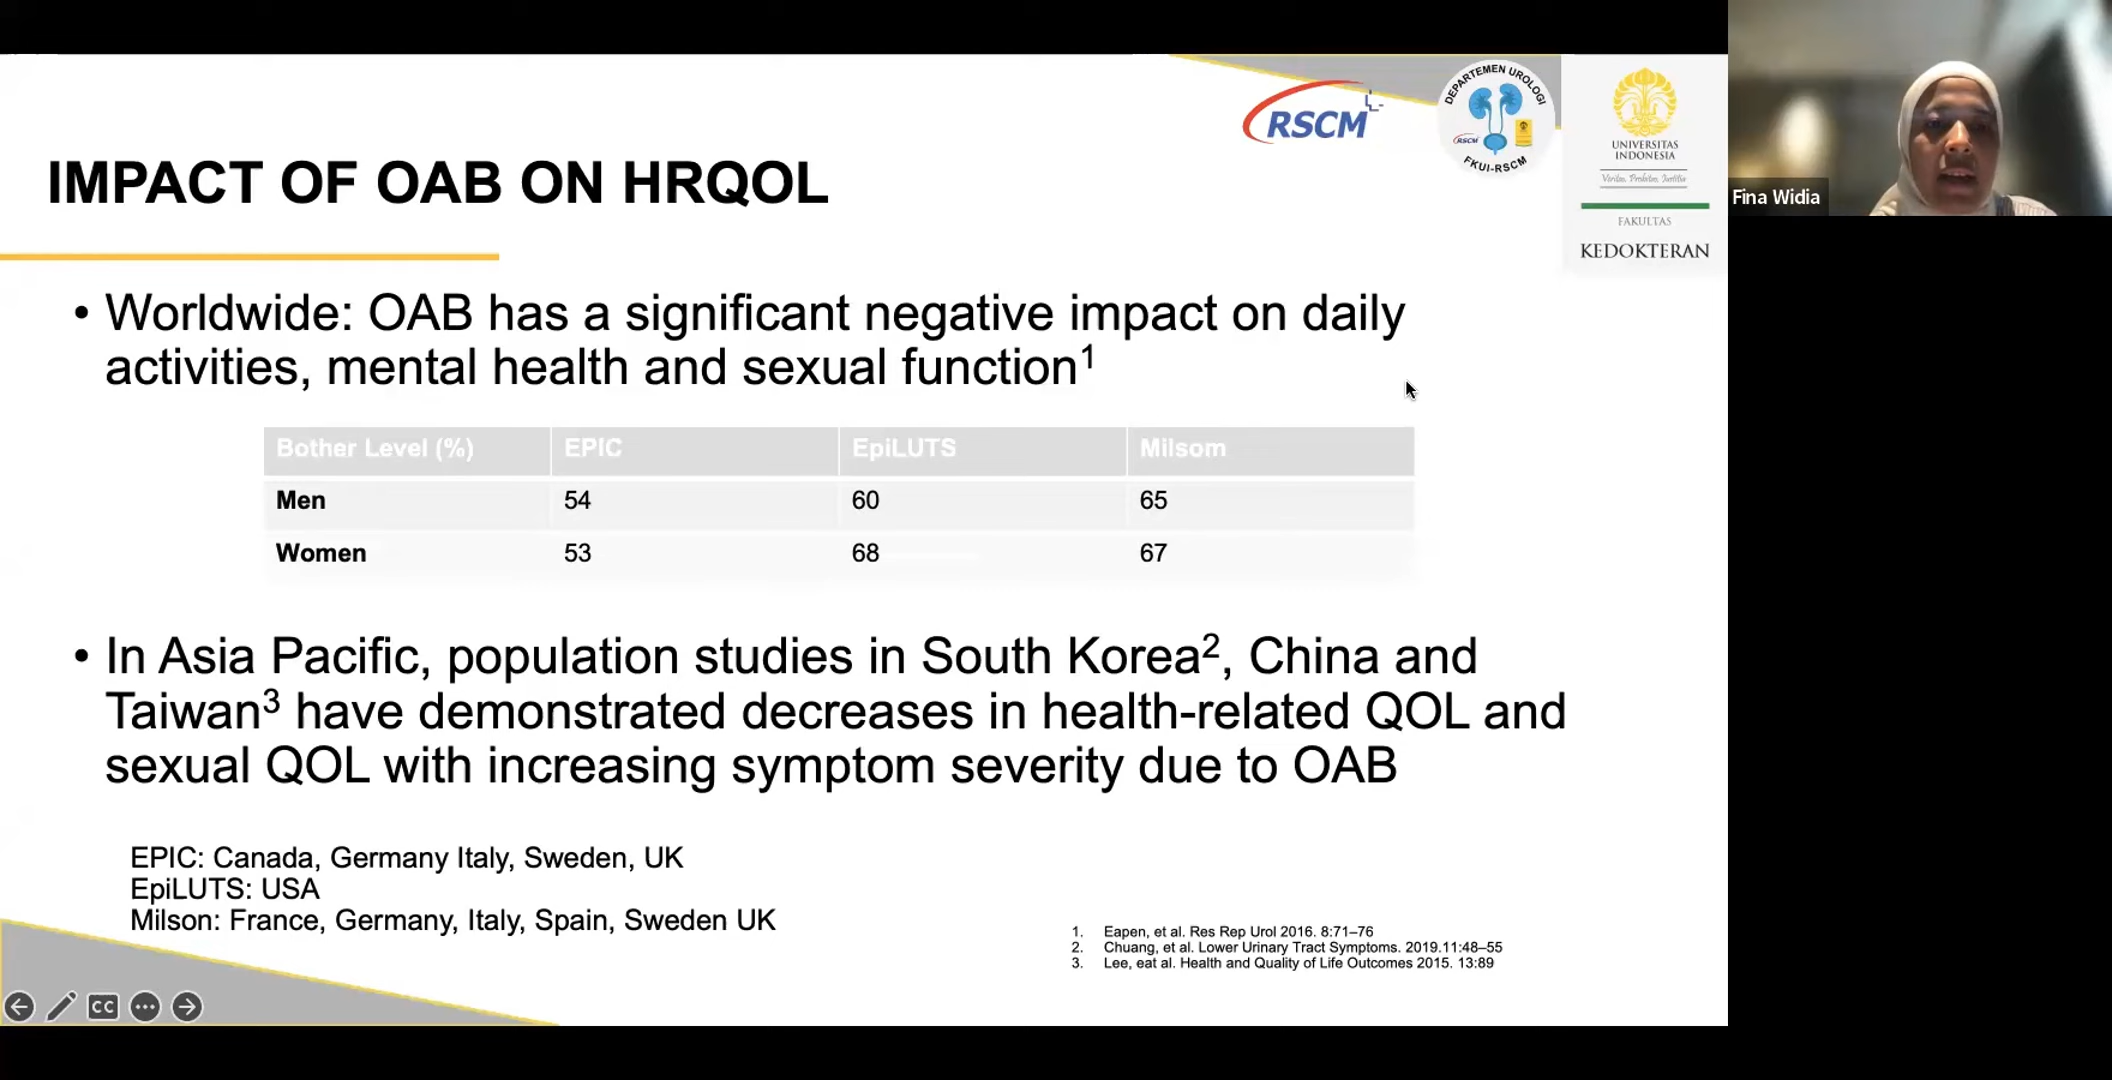 RSCM
DEPARTEMEN UROLOGI
RSCM
FKUI-RSCM
UNIVERSITAS
INDONESIA
Veritas, Probitas, Justitia
FAKULTAS
KEDOKTERAN
Fina Widia
IMPACT OF OAB ON HRQOL
• Worldwide: OAB has a significant negative impact on daily
activities, mental health and sexual function¹
Bother Level (%) EPIC EpiLUTS Milsom
Men 54 60 65
Women 53 68 67
• In Asia Pacific, population studies in South Korea², China and
Taiwan³ have demonstrated decreases in health-related QOL and
sexual QOL with increasing symptom severity due to OAB
EPIC: Canada, Germany Italy, Sweden, UK
EpiLUTS: USA
Milson: France, Germany, Italy, Spain, Sweden UK
1. Eapen, et al. Res Rep Urol 2016. 8:71–76
2. Chuang, et al. Lower Urinary Tract Symptoms. 2019.11:48–55
3. Lee, eat al. Health and Quality of Life Outcomes 2015. 13:89
CC